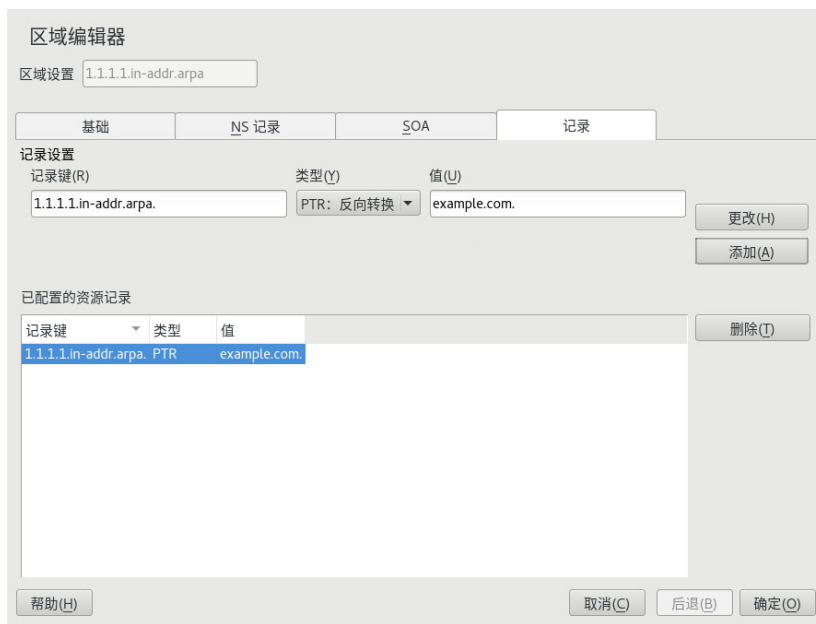 区域编辑器
区域设置 1.1.1.1.in-addr.arpa
基础 NS 记录 SOA 记录
记录设置
记录键(R) 类型(Y) 值(U)
1.1.1.1.in-addr.arpa. PTR：反向转换 example.com.
更改(H)
添加(A)
已配置的资源记录
记录键 类型 值 删除(T)
1.1.1.1.in-addr.arpa. PTR example.com.
帮助(H) 取消(C) 后退(B) 确定(O)